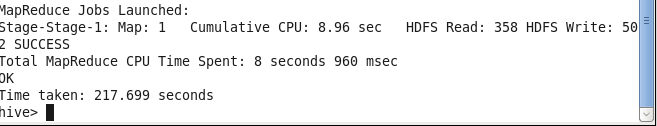 MapReduce Jobs Launched:
Stage-Stage-1: Map: 1   Cumulative CPU: 8.96 sec   HDFS Read: 358 HDFS Write: 50
2 SUCCESS
Total MapReduce CPU Time Spent: 8 seconds 960 msec
OK
Time taken: 217.699 seconds
hive>